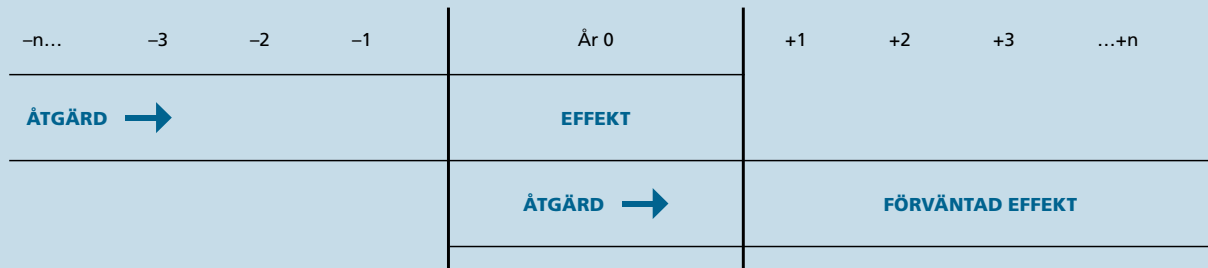 –n… –3 –2 –1 År 0 +1 +2 +3 …+n
ÅTGÄRD EFFEKT
ÅTGÄRD FÖRVÄNTAD EFFEKT